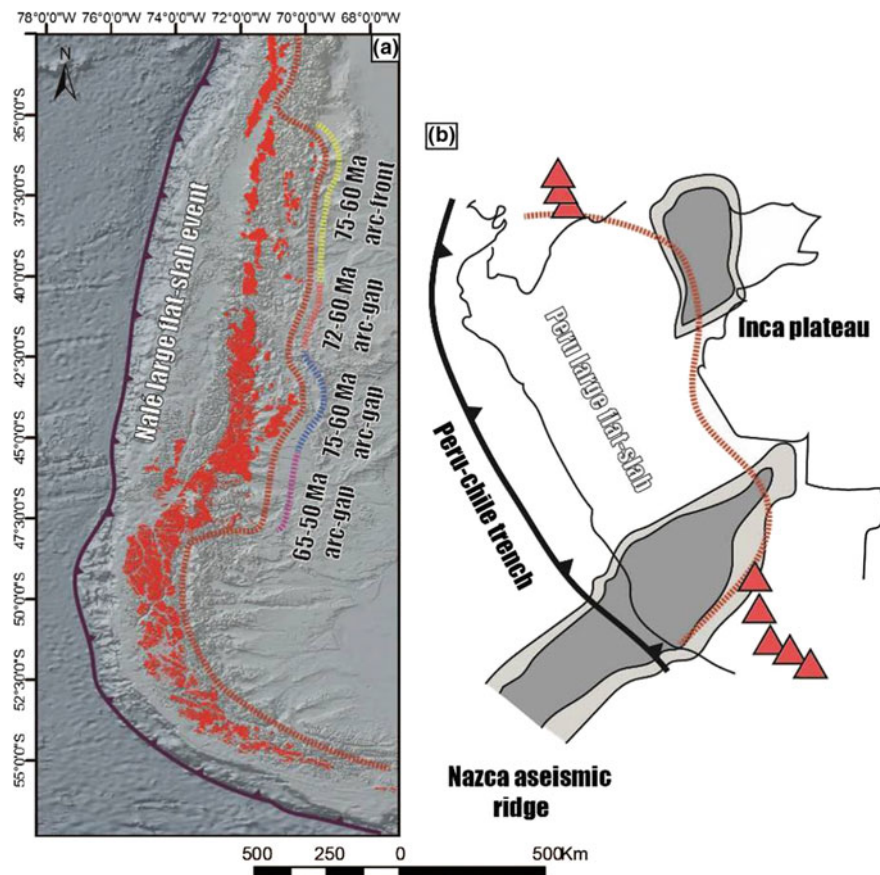 78°0'0"W 76°0'0"W 74°0'0"W 72°0'0"W 70°0'0"W 68°0'0"W
(a)
N
35°0'0"S
37°30'0"S
40°0'0"S
42°30'0"S
45°0'0"S
47°30'0"S
50°0'0"S
52°30'0"S
55°0'0"S
Nalé large flat-slab event
75-60 Ma
arc-front
72-60 Ma
arc-gap
75-60 Ma
arc-gap
65-50 Ma
arc-gap
(b)
Inca plateau
Peru large flat-slab
Peru-chile trench
Nazca aseismic
ridge
500 250 0 500Km